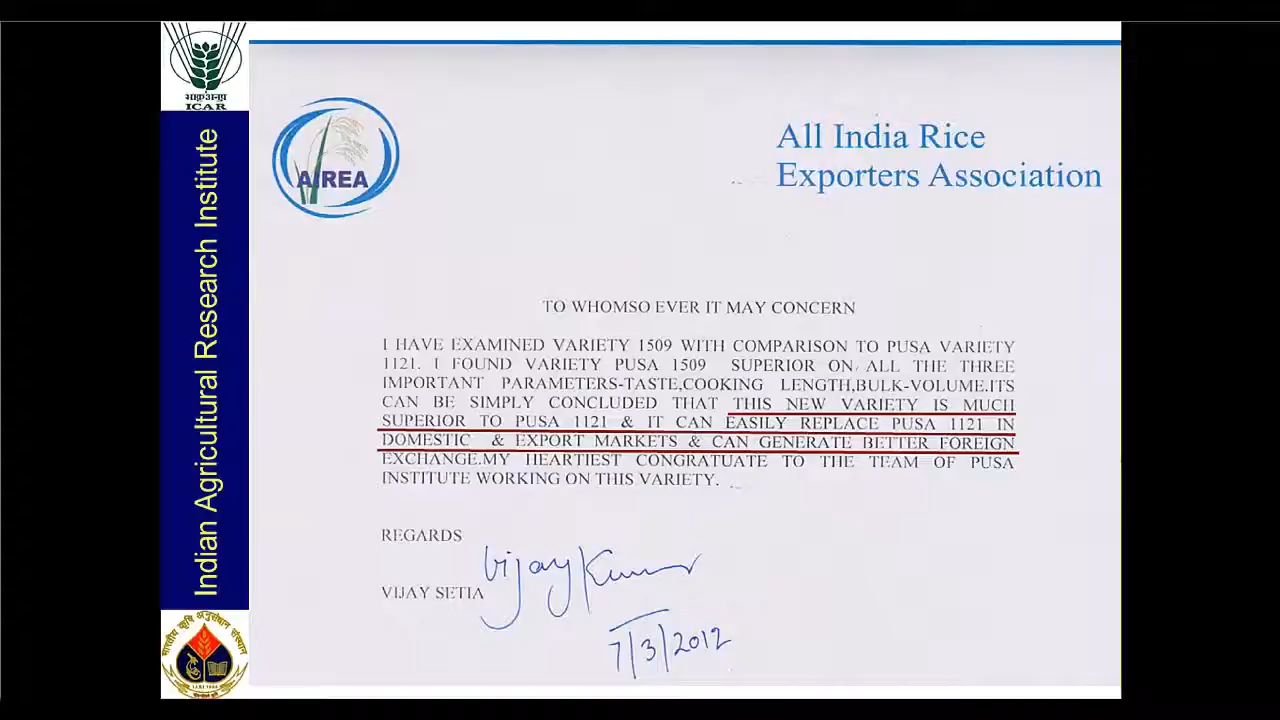 भाकृअनुप
ICAR
Indian Agricultural Research Institute
AIREA
All India Rice
Exporters Association
TO WHOMSO EVER IT MAY CONCERN
I HAVE EXAMINED VARIETY 1509 WITH COMPARISON TO PUSA VARIETY
1121. I FOUND VARIETY PUSA 1509 SUPERIOR ON ALL THE THREE
IMPORTANT PARAMETERS-TASTE,COOKING LENGTH,BULK-VOLUME.ITS
CAN BE SIMPLY CONCLUDED THAT THIS NEW VARIETY IS MUCH
SUPERIOR TO PUSA 1121 & IT CAN EASILY REPLACE PUSA 1121 IN
DOMESTIC & EXPORT MARKETS & CAN GENERATE BETTER FOREIGN
EXCHANGE.MY HEARTIEST CONGRATUATE TO THE TEAM OF PUSA
INSTITUTE WORKING ON THIS VARIETY.
REGARDS
Vijay Kumar
VIJAY SETIA
7/3/2012
भारतीय कृषि अनुसंधान संस्थान